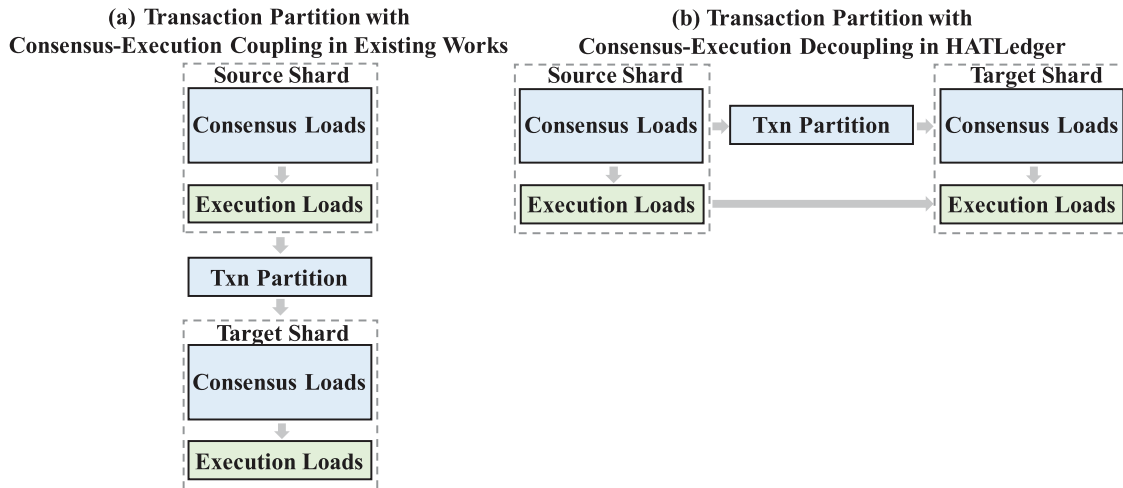 (a) Transaction Partition with
Consensus-Execution Coupling in Existing Works
Source Shard
Consensus Loads
Execution Loads
Txn Partition
Target Shard
Consensus Loads
Execution Loads
(b) Transaction Partition with
Consensus-Execution Decoupling in HATLedger
Source Shard
Consensus Loads
Execution Loads
Txn Partition
Target Shard
Consensus Loads
Execution Loads